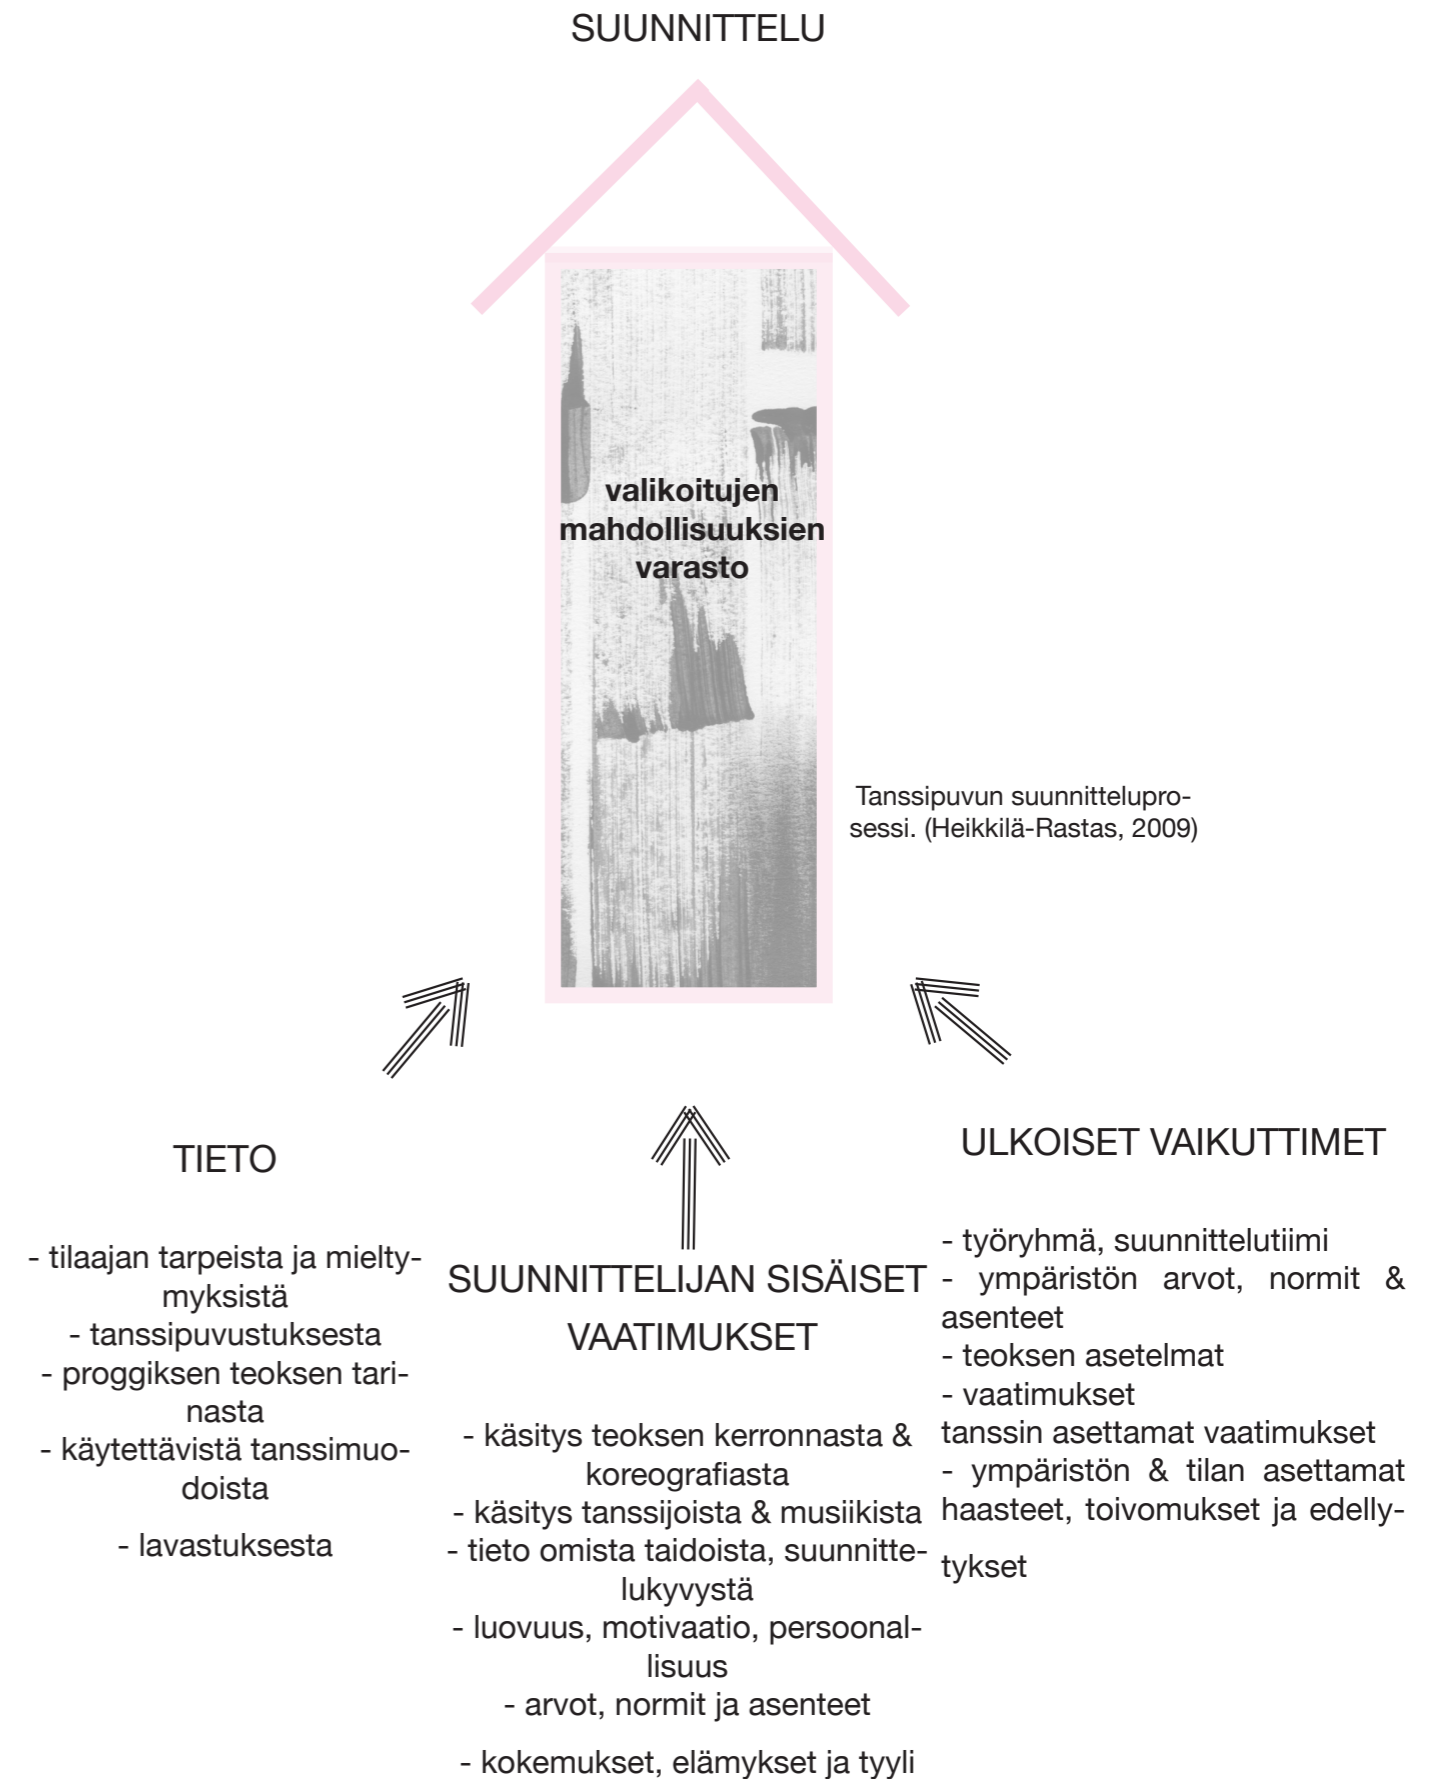 SUUNNITTELU
valikoitujen
mahdollisuuksien
varasto
Tanssipuvun suunnittelupro-
sessi. (Heikkilä-Rastas, 2009)
TIETO
- tilaajan tarpeista ja mielty-
myksistä
- tanssipuvustuksesta
- proggiksen teoksen tari-
nasta
- käytettävistä tanssimuo-
doista
- lavastuksesta
SUUNNITTELIJAN SISÄISET
VAATIMUKSET
- käsitys teoksen kerronnasta &
koreografiasta
- käsitys tanssijoista & musiikista
- tieto omista taidoista, suunnitte-
lukyvystä
- luovuus, motivaatio, persoonal-
lisuus
- arvot, normit ja asenteet
- kokemukset, elämykset ja tyyli
ULKOISET VAIKUTTIMET
- työryhmä, suunnittelutiimi
- ympäristön arvot, normit &
asenteet
- teoksen asetelmat
- vaatimukset
tanssin asettamat vaatimukset
- ympäristön & tilan asettamat
haasteet, toivomukset ja edelly-
tykset